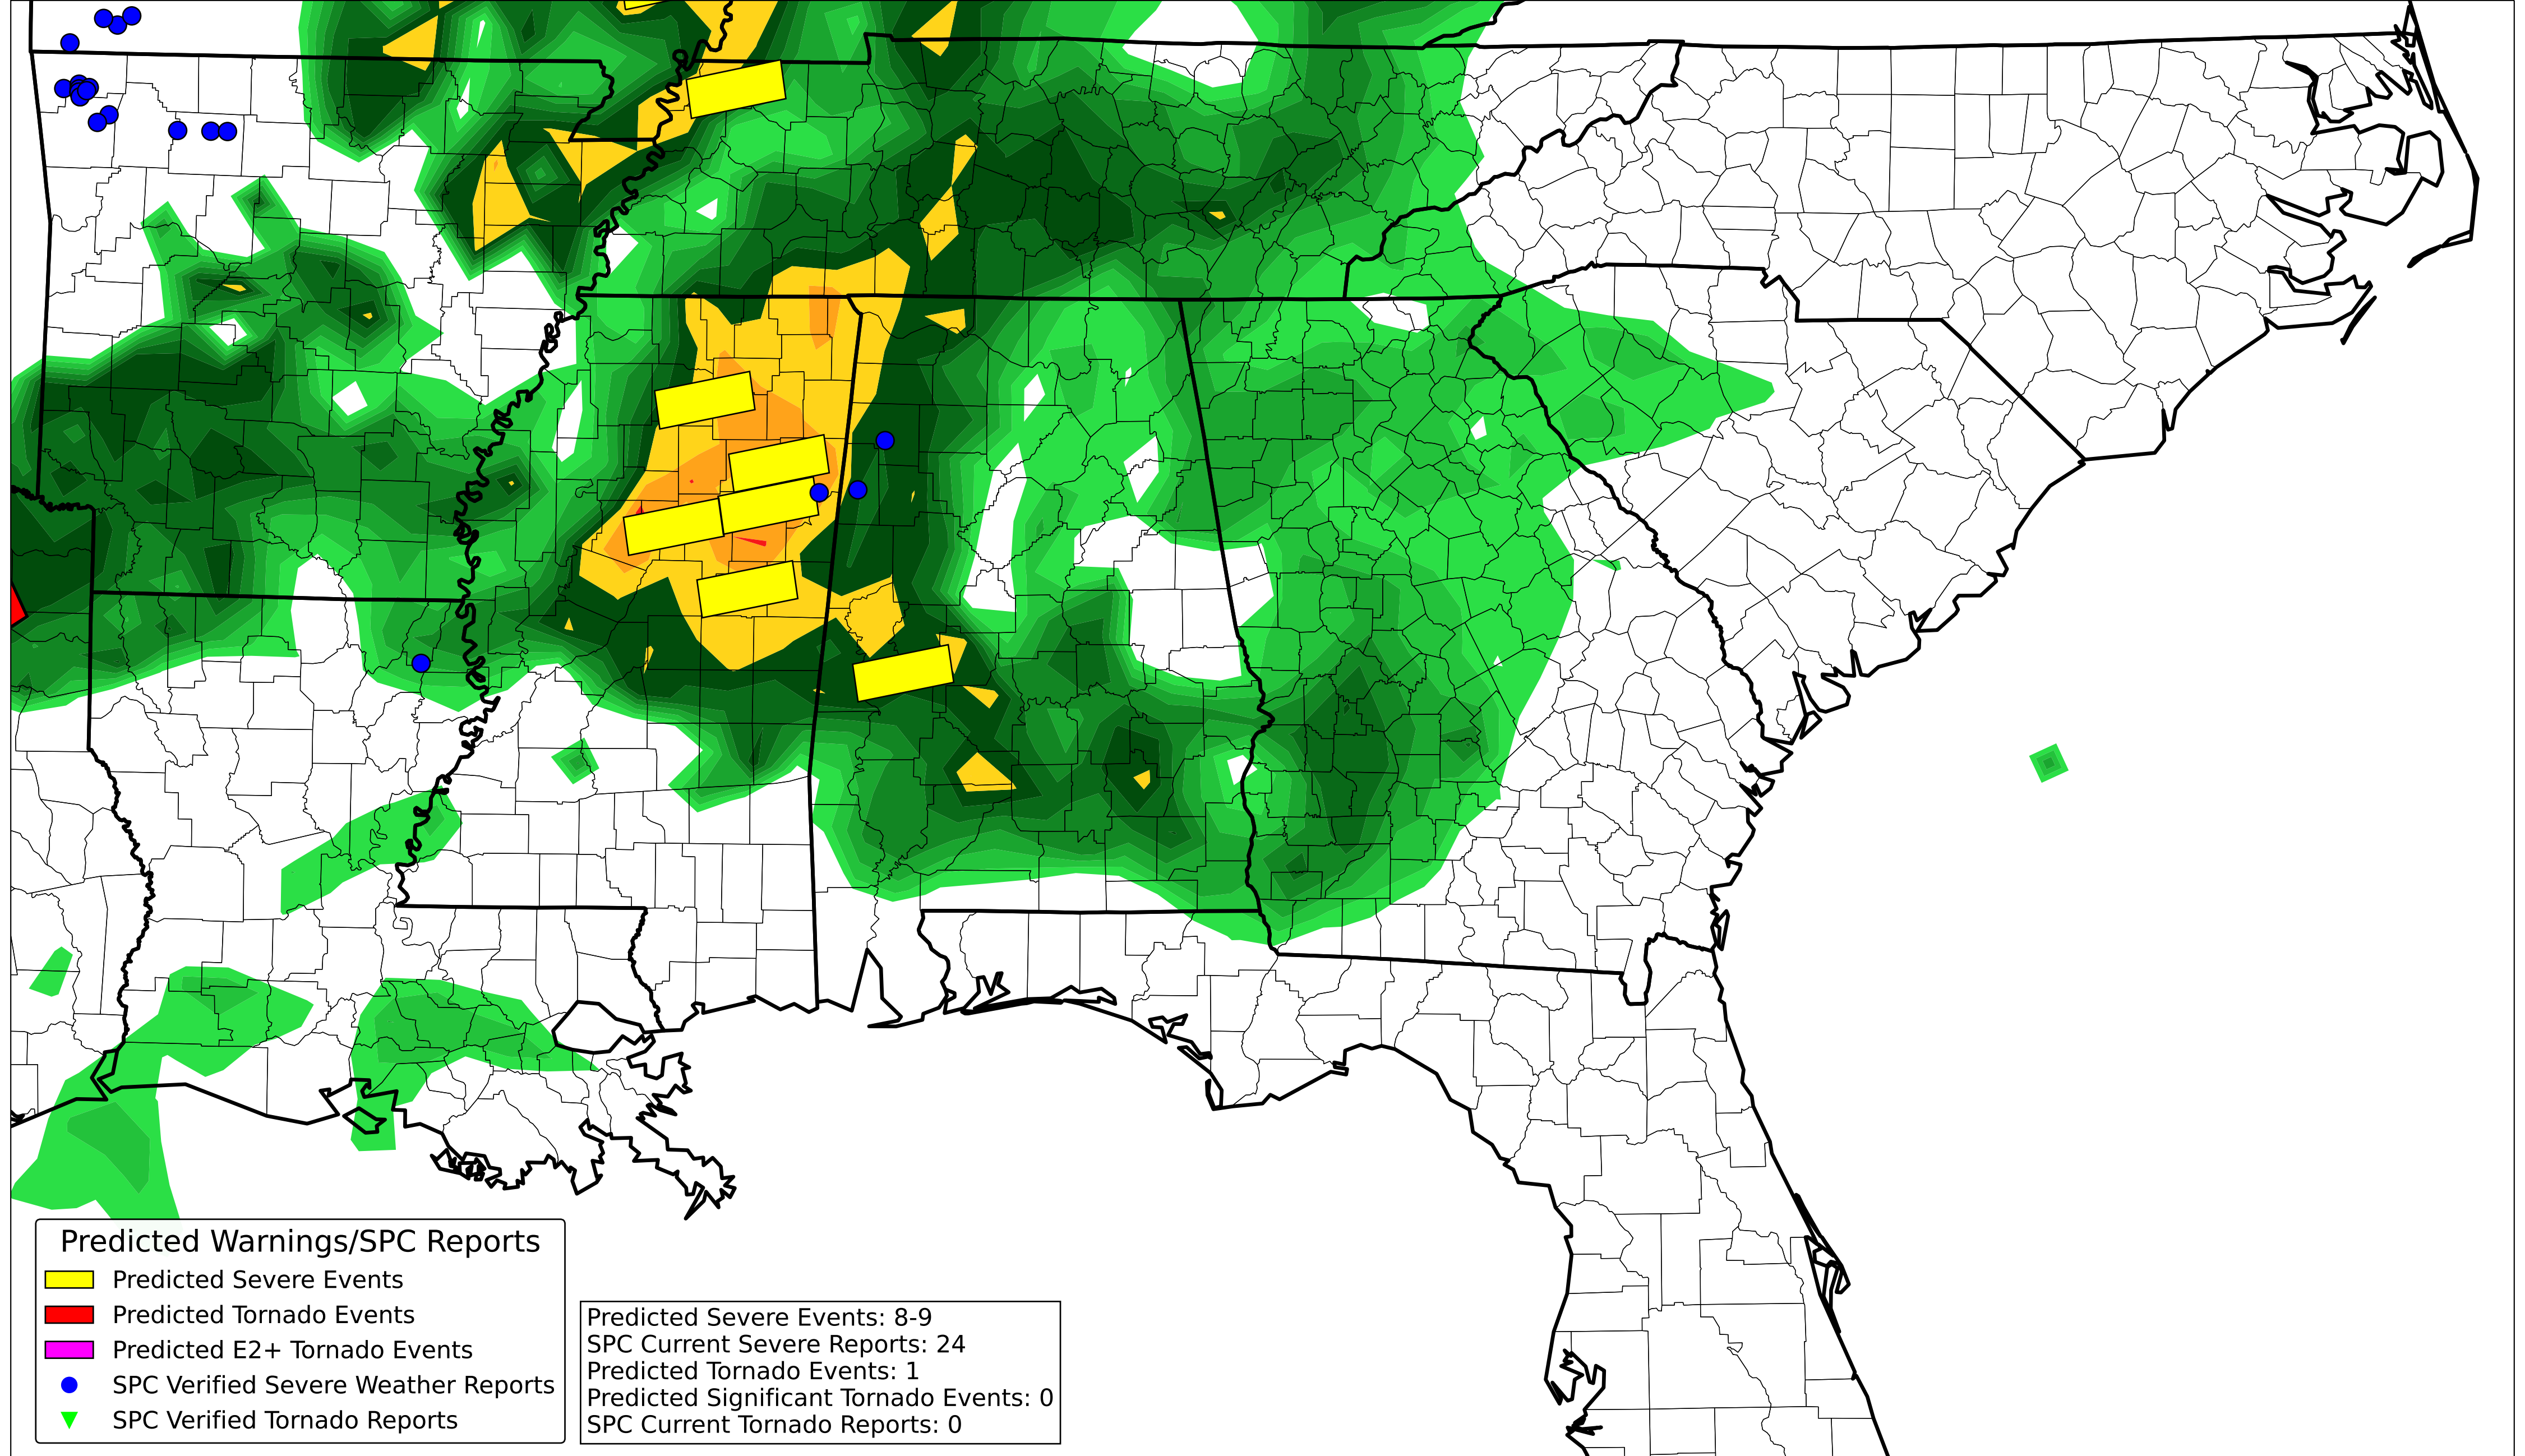 Predicted Warnings/SPC Reports
Predicted Severe Events
Predicted Tornado Events
Predicted E2+ Tornado Events
SPC Verified Severe Weather Reports
SPC Verified Tornado Reports
Predicted Severe Events: 8-9
SPC Current Severe Reports: 24
Predicted Tornado Events: 1
Predicted Significant Tornado Events: 0
SPC Current Tornado Reports: 0